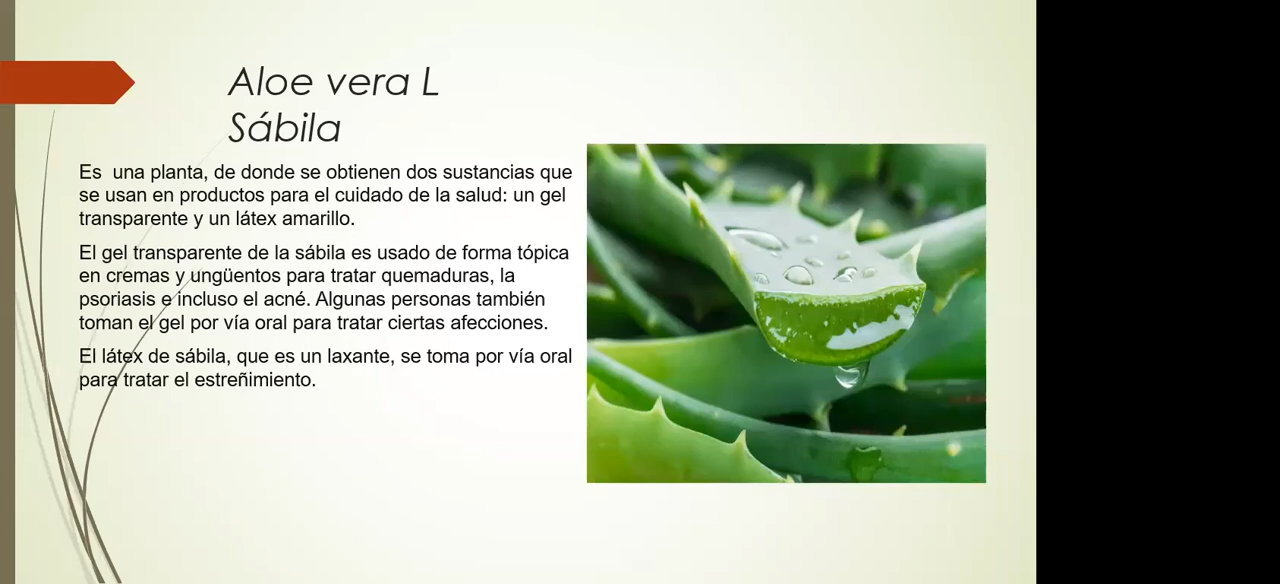 Aloe vera L
Sábila
Es una planta, de donde se obtienen dos sustancias que
se usan en productos para el cuidado de la salud: un gel
transparente y un látex amarillo.
El gel transparente de la sábila es usado de forma tópica
en cremas y ungüentos para tratar quemaduras, la
psoriasis e incluso el acné. Algunas personas también
toman el gel por vía oral para tratar ciertas afecciones.
El látex de sábila, que es un laxante, se toma por vía oral
para tratar el estreñimiento.